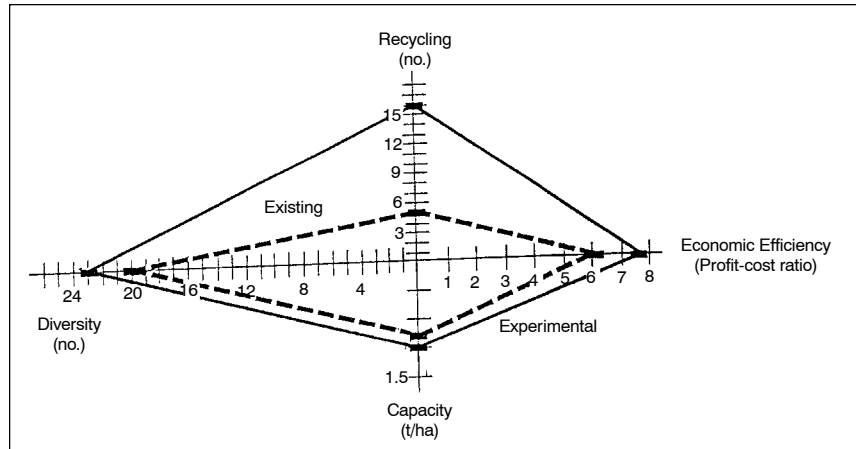 Recycling
(no.)
15
12
9
6
3
Existing
Economic Efficiency
(Profit-cost ratio)
24 20 16 12 8 4 1 2 3 4 5 6 7 8
Diversity
(no.)
Experimental
1.5
Capacity
(t/ha)